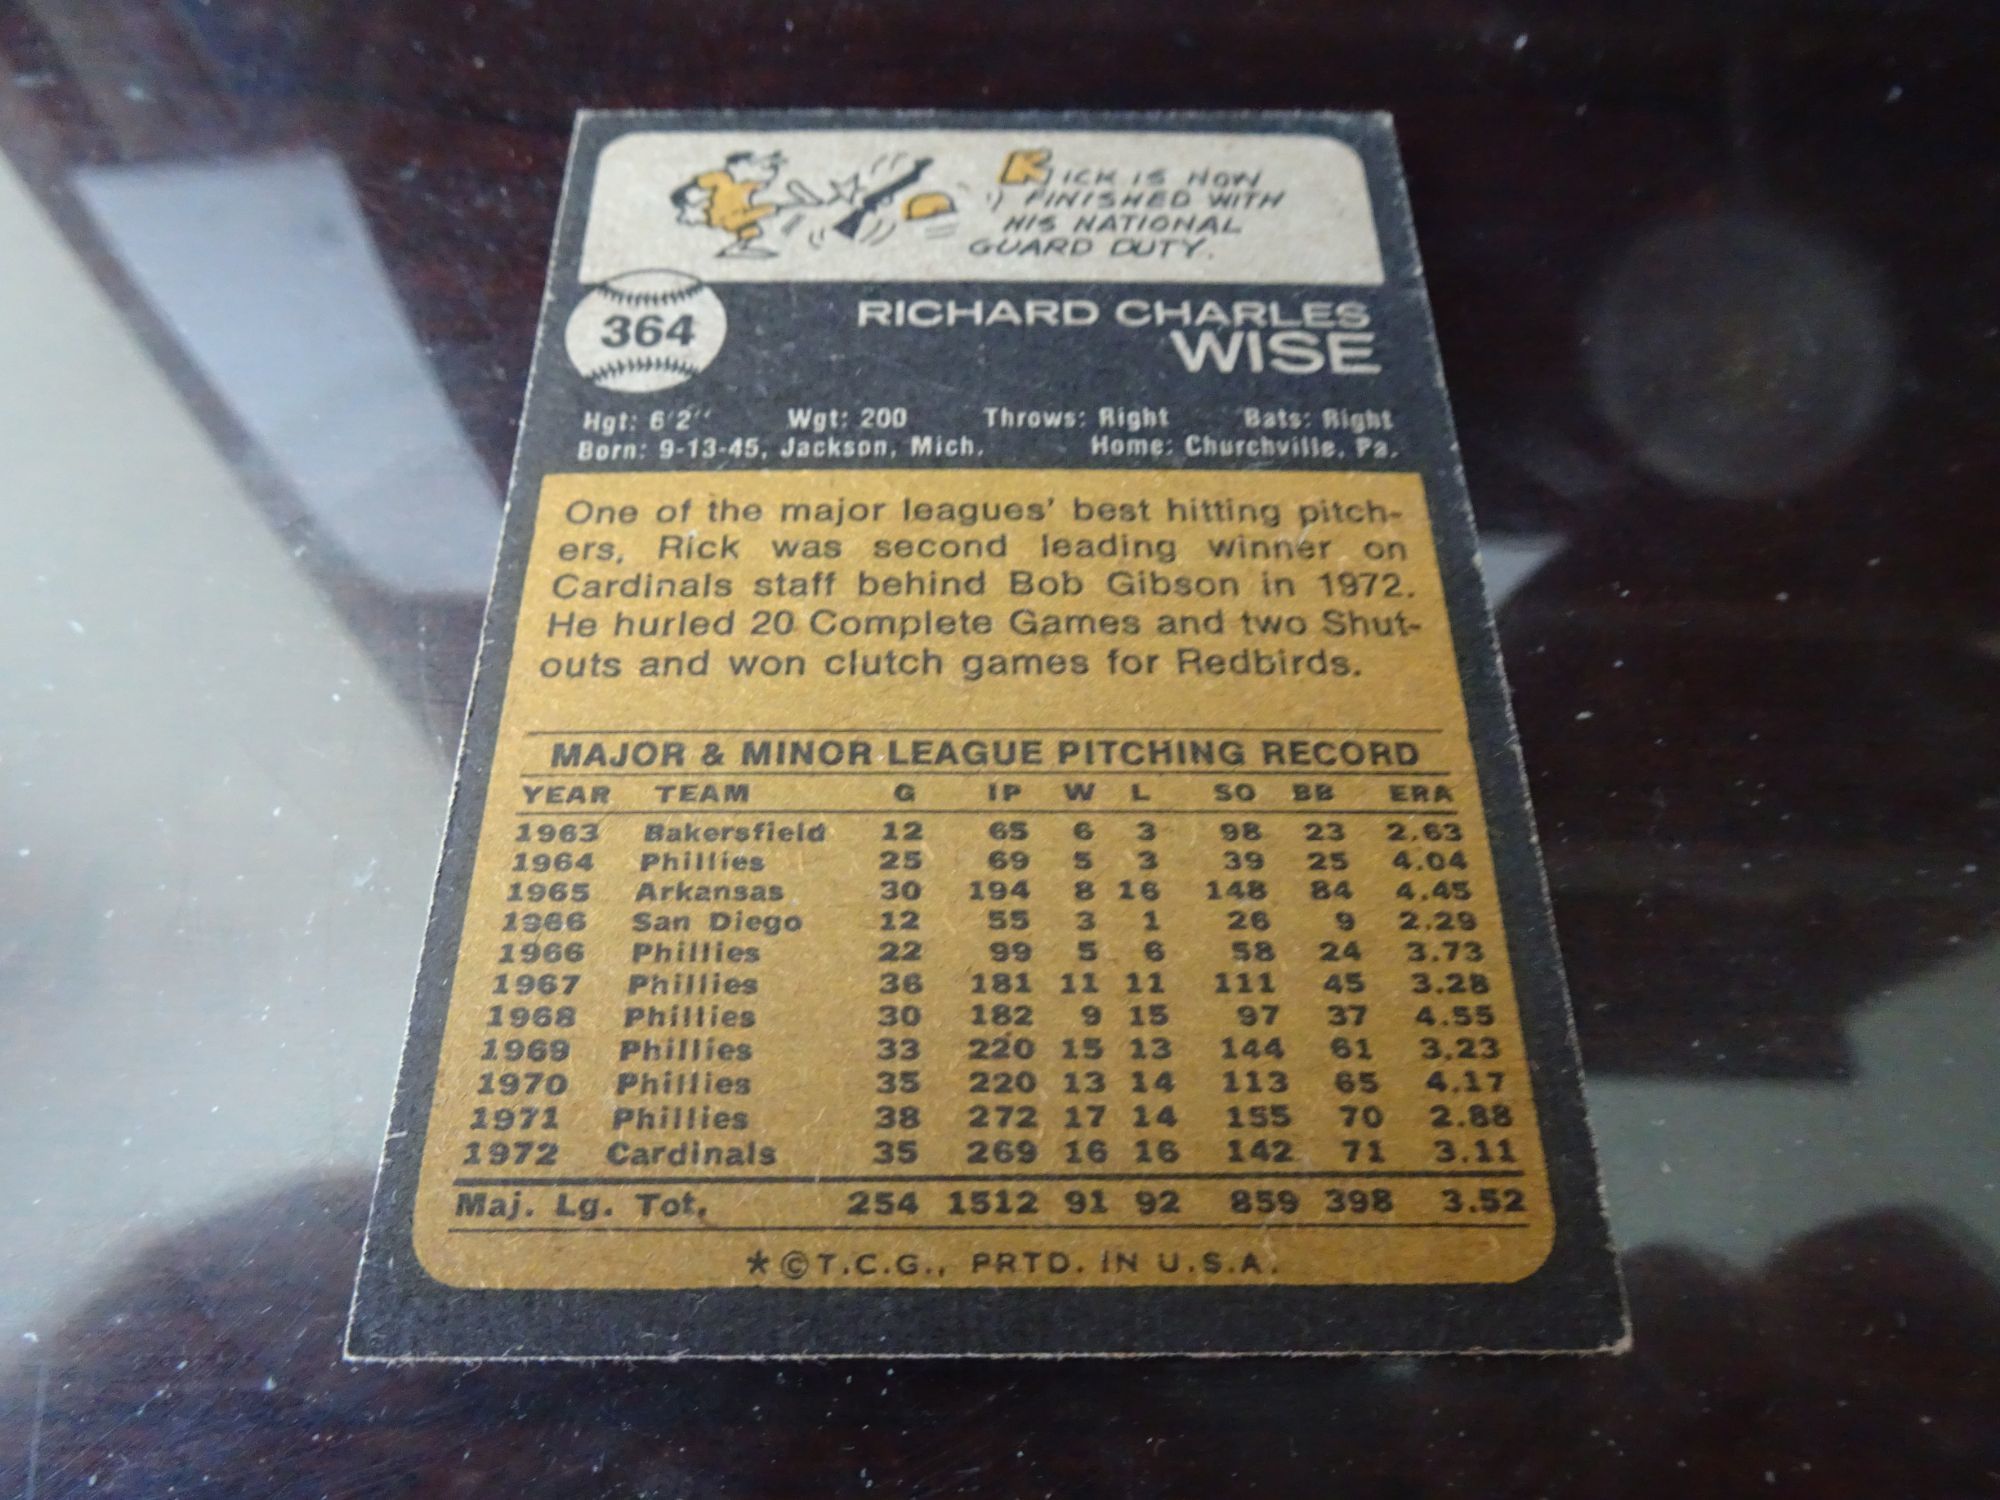 RICK IS NOW
FINISHED WITH
HIS NATIONAL
GUARD DUTY.
364
RICHARD CHARLES
WISE
Hgt: 6'2" Wgt: 200 Throws: Right Bats: Right
Born: 9-13-45, Jackson, Mich. Home: Churchville, Pa.
One of the major leagues' best hitting pitch-
ers, Rick was second leading winner on
Cardinals staff behind Bob Gibson in 1972.
He hurled 20 Complete Games and two Shut-
outs and won clutch games for Redbirds.
MAJOR & MINOR LEAGUE PITCHING RECORD
YEAR TEAM G IP W L SO BB ERA
1963 Bakersfield 12 65 6 3 98 23 2.63
1964 Phillies 25 69 5 3 39 25 4.04
1965 Arkansas 30 194 8 16 148 84 4.45
1966 San Diego 12 55 3 1 26 9 2.29
1966 Phillies 22 99 5 6 58 24 3.73
1967 Phillies 36 181 11 11 111 45 3.28
1968 Phillies 30 182 9 15 97 37 4.55
1969 Phillies 33 220 15 13 144 61 3.23
1970 Phillies 35 220 13 14 113 65 4.17
1971 Phillies 38 272 17 14 155 70 2.88
1972 Cardinals 35 269 16 16 142 71 3.11
Maj. Lg. Tot. 254 1512 91 92 859 398 3.52
*©T.C.G., PRTD. IN U.S.A.